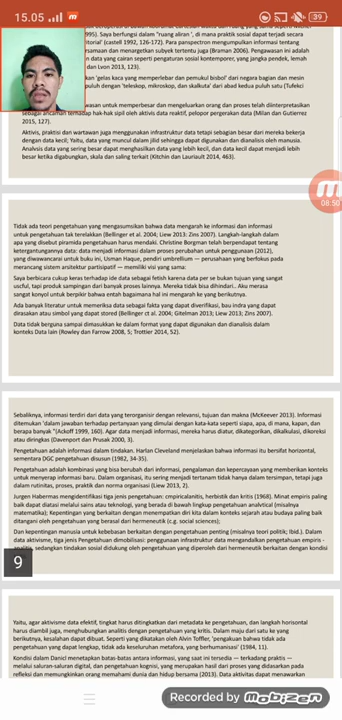 15.05
39
1995). Saya berfungsi dalam "ruang aliran", di mana praktik sosial dapat terjadi secara
itorial' (castell 1992, 126-172). Para panspectron mengumpulkan informasi tentang
ersamaan dan menargetkan subyek tertentu juga (Braman 2006). Pengawasan ini adalah
n data yang cairan seperti pengaturan sosial kontemporer, yang jangka pendek, lemah
dan Lvon 2013, 123).
kan 'gelas kaca yang memperlebar dan pemukul bisbol' dari negara bagian dan mesin
puluh dengan 'teleskop, mikroskop, dan skalkuta' dari abad kedua puluh satu (Tufekci
wasan untuk memperbesar dan mengeluarkan orang dan proses telah diinterpretasikan
sebagai ancaman terhadap hak-hak sipil oleh aktivis data reaktif, pelopor pergerakan data (Milan dan Gutierrez
2015, 127).
Aktivis, praktisi dan wartawan juga menggunakan infrastruktur data tetapi sebagian besar dari mereka bekerja
dengan data kecil; Yaitu, data yang muncul dalam jilid sehingga dapat digunakan dan dianalisis oleh manusia.
Analysis data yang sering besar dapat menghasilkan data yang lebih kecil, dan data kecil dapat menjadi lebih
besar ketika digabungkan, skala dan saling terkait (Kitchin dan Lauriault 2014, 463).
08:50
Tidak ada teori pengetahuan yang mengasumsikan bahwa data mengarah ke informasi dan informasi
untuk pengetahuan tak terelakkan (Bellinger et al. 2004; Liew 2013; Zins 2007). Langkah-langkah dalam
apa yang disebut piramida pengetahuan harus mendaki. Christine Borgman telah berpendapat tentang
ketergantungannya data: data menjadi informasi dalam proses perubahan untuk pengguna (2012),
yang diwawancarai untuk buku ini, Usman Haque, pendiri umbrellium — perusahaan yang berfokus pada
merancang sistem arsitektur partisipatif — memiliki visi yang sama:
Saya berbicara cukup keras terhadap ide data sebagai fetish karena data per se bukan tujuan yang sangat
usciful, tapi produk sampingan dari banyak proses lainnya. Mereka tidak bisa dihindari.. Aku merasa
sangat konyol untuk berpikir bahwa entah bagaimana hal ini mengarah ke yang berikutnya.
Ada banyak literatur untuk memeriksa data sebagai fakta yang dapat diverifikasi, bau indra yang dapat
dirasakan atau simbol yang dapat stored (Bellinger ct al. 2004; Gitelman 2013; Liew 2013; Zins 2007).
Data tidak berguna sampai dimasukkan ke dalam format yang dapat digunakan dan dianalisis dalam
konteks Data lain (Rowley dan Farrow 2008, 5; Trottier 2014, 52).
Sebaliknya, informasi terdiri dari data yang terorganisir dengan relevansi, tujuan dan makna (McKeever 2013). Informasi
ditemukan 'dalam jawaban terhadap pertanyaan yang dimulai dengan kata-kata seperti siapa, apa, di mana, kapan, dan
berapa banyak "(Ackoff 1999, 160). Agar data menjadi informasi, mereka harus diatur, dikategorikan, dikalkulasi, dikoreksi
atau diringkas (Davenport dan Prusak 2000, 3).
Pengetahuan adalah informasi dalam tindakan. Harlan Cleveland menjelaskan bahwa informasi itu bersifat horizontal,
sementara DGC pengetahuan disusun (1982, 34-35).
Pengetahuan adalah kombinasi yang bisa berubah dari informasi, pengalaman dan kepercayaan yang memberikan konteks
untuk menyerap informasi baru. Dalam organisasi, itu sering menjadi tertanam tidak hanya dalam tersimpan, tetapi juga
dalam rutinitas, proses, praktik dan norma organisasi (Liew 2013, 2).
Jurgen Habermas mengidentifikasi tiga jenis pengetahuan: empiricalanitis, herbistik dan kritis (1968). Minat empiris paling
baik dapat diatasi melalui sains atau teknologi, yang berada di bawah lingkup pengetahuan analytical (misalnya
matematika); Kepentingan yang berkaitan dengan menempatkan diri kita dalam konteks sejarah atau budaya paling baik
ditangani oleh pengetahuan yang berasal dari hermeneutik (c.g. social sciences);
Dan kepentingan manusia untuk kebebasan berkaitan dengan pengetahuan penting (misalnya teori politik; Ibid.). Dalam
data aktivisme, tiga jenis Pengetahuan dimobilisasi: penggunaan infrastruktur data mengandalkan pengetahuan empiris -
analitis, sedangkan tindakan sosial didukung oleh pengetahuan yang diperoleh dari hermeneutik berkaitan dengan kondisi
9
Yaitu, agar aktivisme data efektif, tingkat harus ditingkatkan dari metadata ke pengetahuan, dan langkah horisontal
harus diambil juga, menghubungkan analitis dengan pengetahuan yang kritis. Dalam maju dari satu ke yang
berikutnya, kesalahan dapat dibuat. Seperti yang dikatakan oleh Alvin Toffler, 'pengakuan bahwa tidak ada
pengetahuan yang dapat lengkap, tidak ada keseluruhan metafora, yang berhumanisasi' (1984, 11).
Kondisi dalam Danicl menetapkan batas-batas antara informasi, yang saat ini tersedia — terkadang praktis —
melalui saluran-saluran digital, dan pengetahuan kognisi, yang merupakan hasil dari proses yang didasarkan pada
refleksi dan memungkinkan orang memahami dunia dan hidup bersama (2013). Data aktivitas dapat menawarkan
Recorded by Mobizen